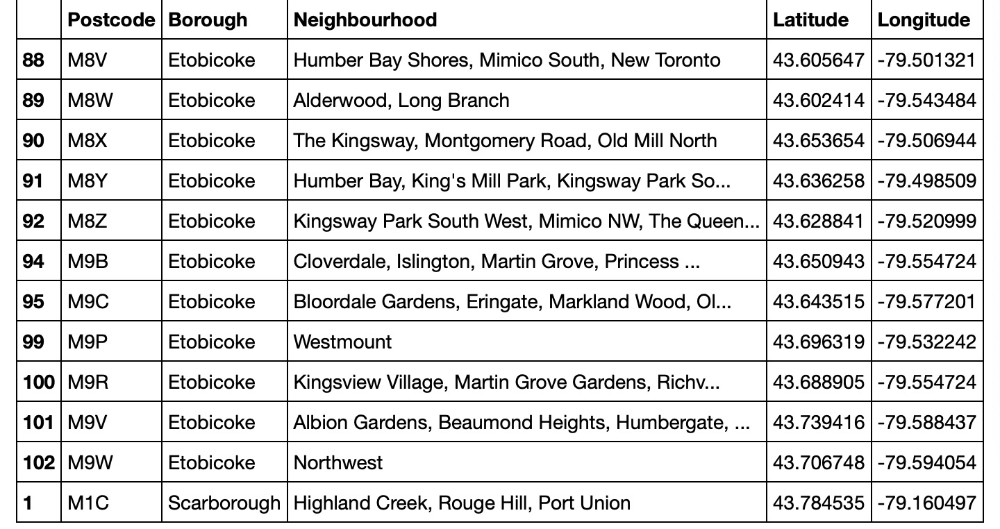 Postcode Borough Neighbourhood Latitude Longitude
88 M8V Etobicoke Humber Bay Shores, Mimico South, New Toronto 43.605647 -79.501321
89 M8W Etobicoke Alderwood, Long Branch 43.602414 -79.543484
90 M8X Etobicoke The Kingsway, Montgomery Road, Old Mill North 43.653654 -79.506944
91 M8Y Etobicoke Humber Bay, King's Mill Park, Kingsway Park So... 43.636258 -79.498509
92 M8Z Etobicoke Kingsway Park South West, Mimico NW, The Queen... 43.628841 -79.520999
94 M9B Etobicoke Cloverdale, Islington, Martin Grove, Princess ... 43.650943 -79.554724
95 M9C Etobicoke Bloordale Gardens, Eringate, Markland Wood, Ol... 43.643515 -79.577201
99 M9P Etobicoke Westmount 43.696319 -79.532242
100 M9R Etobicoke Kingsview Village, Martin Grove Gardens, Richv... 43.688905 -79.554724
101 M9V Etobicoke Albion Gardens, Beaumond Heights, Humbergate, ... 43.739416 -79.588437
102 M9W Etobicoke Northwest 43.706748 -79.594054
1 M1C Scarborough Highland Creek, Rouge Hill, Port Union 43.784535 -79.160497